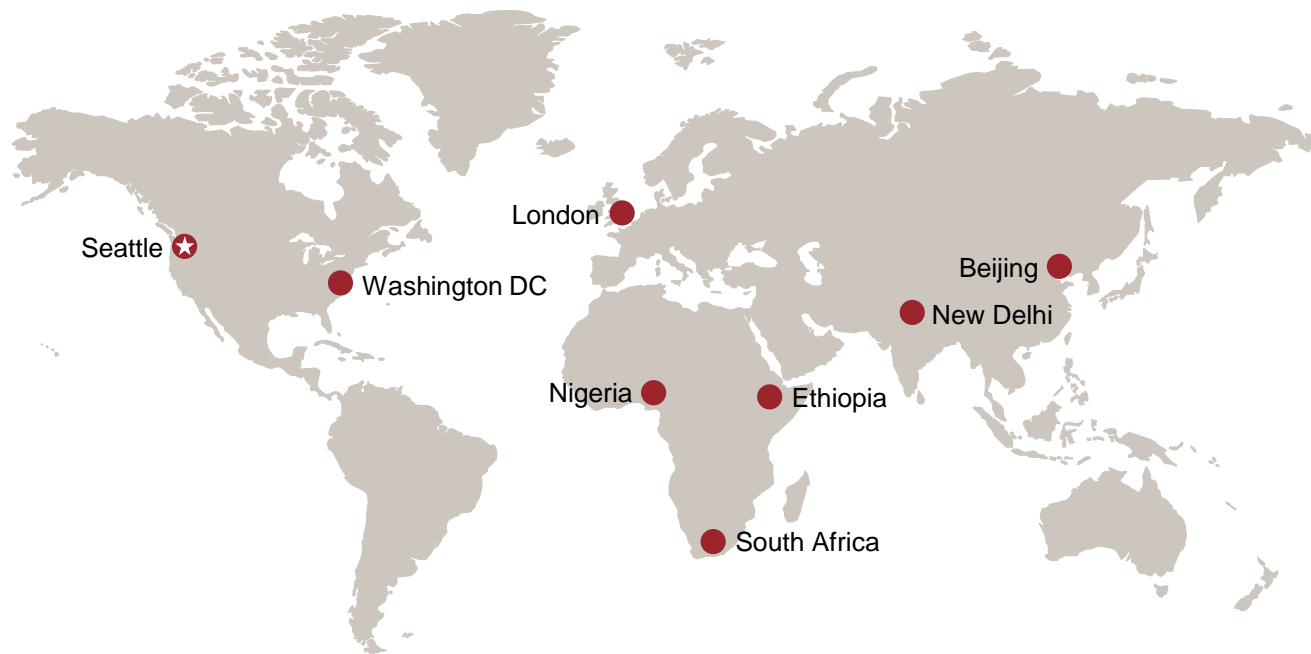 London
Seattle
Beijing
Washington DC
New Delhi
Nigeria
Ethiopia
South Africa